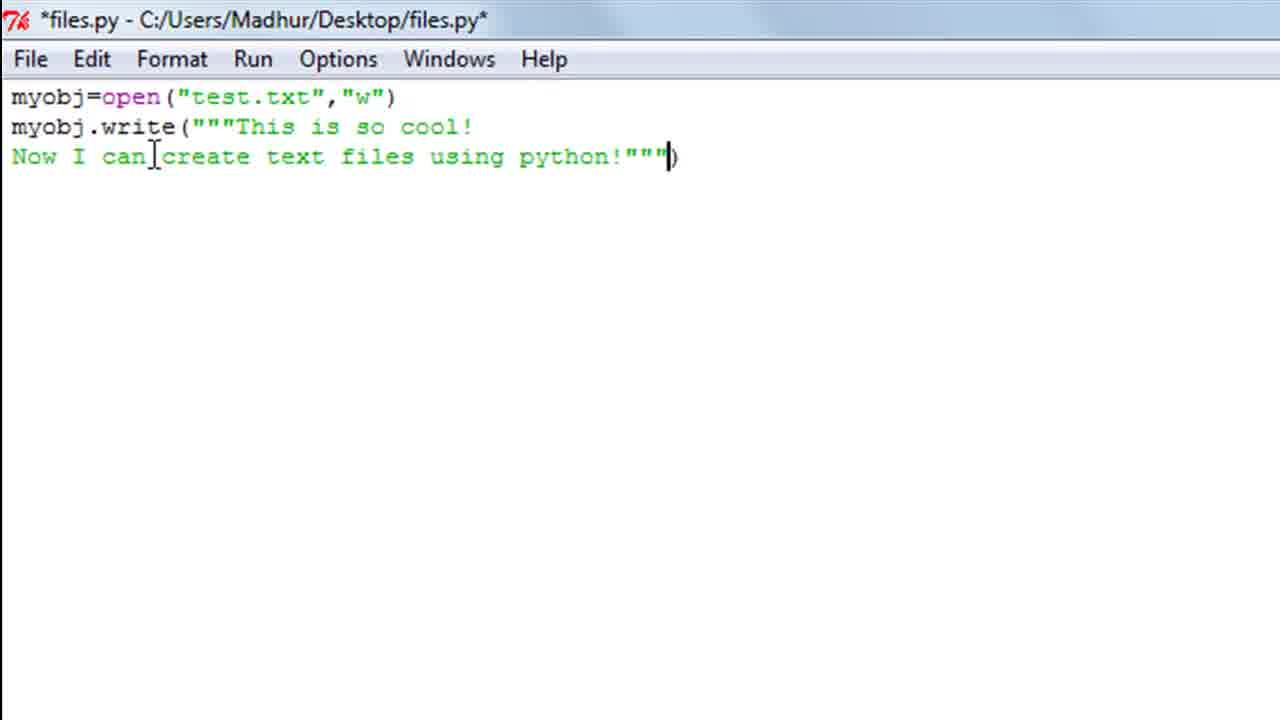 *files.py - C:/Users/Madhur/Desktop/files.py*
File Edit Format Run Options Windows Help
myobj=open("test.txt","w")
myobj.write("""This is so cool!
Now I can create text files using python!""")